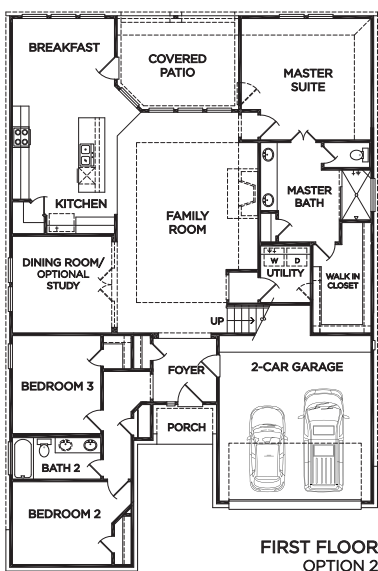 BREAKFAST
COVERED
PATIO
MASTER
SUITE
KITCHEN
FAMILY
ROOM
MASTER
BATH
DINING ROOM/
OPTIONAL
STUDY
W D
UTILITY
WALK IN
CLOSET
UP
FOYER
2-CAR GARAGE
BEDROOM 3
PORCH
BATH 2
BEDROOM 2
FIRST FLOOR
OPTION 2